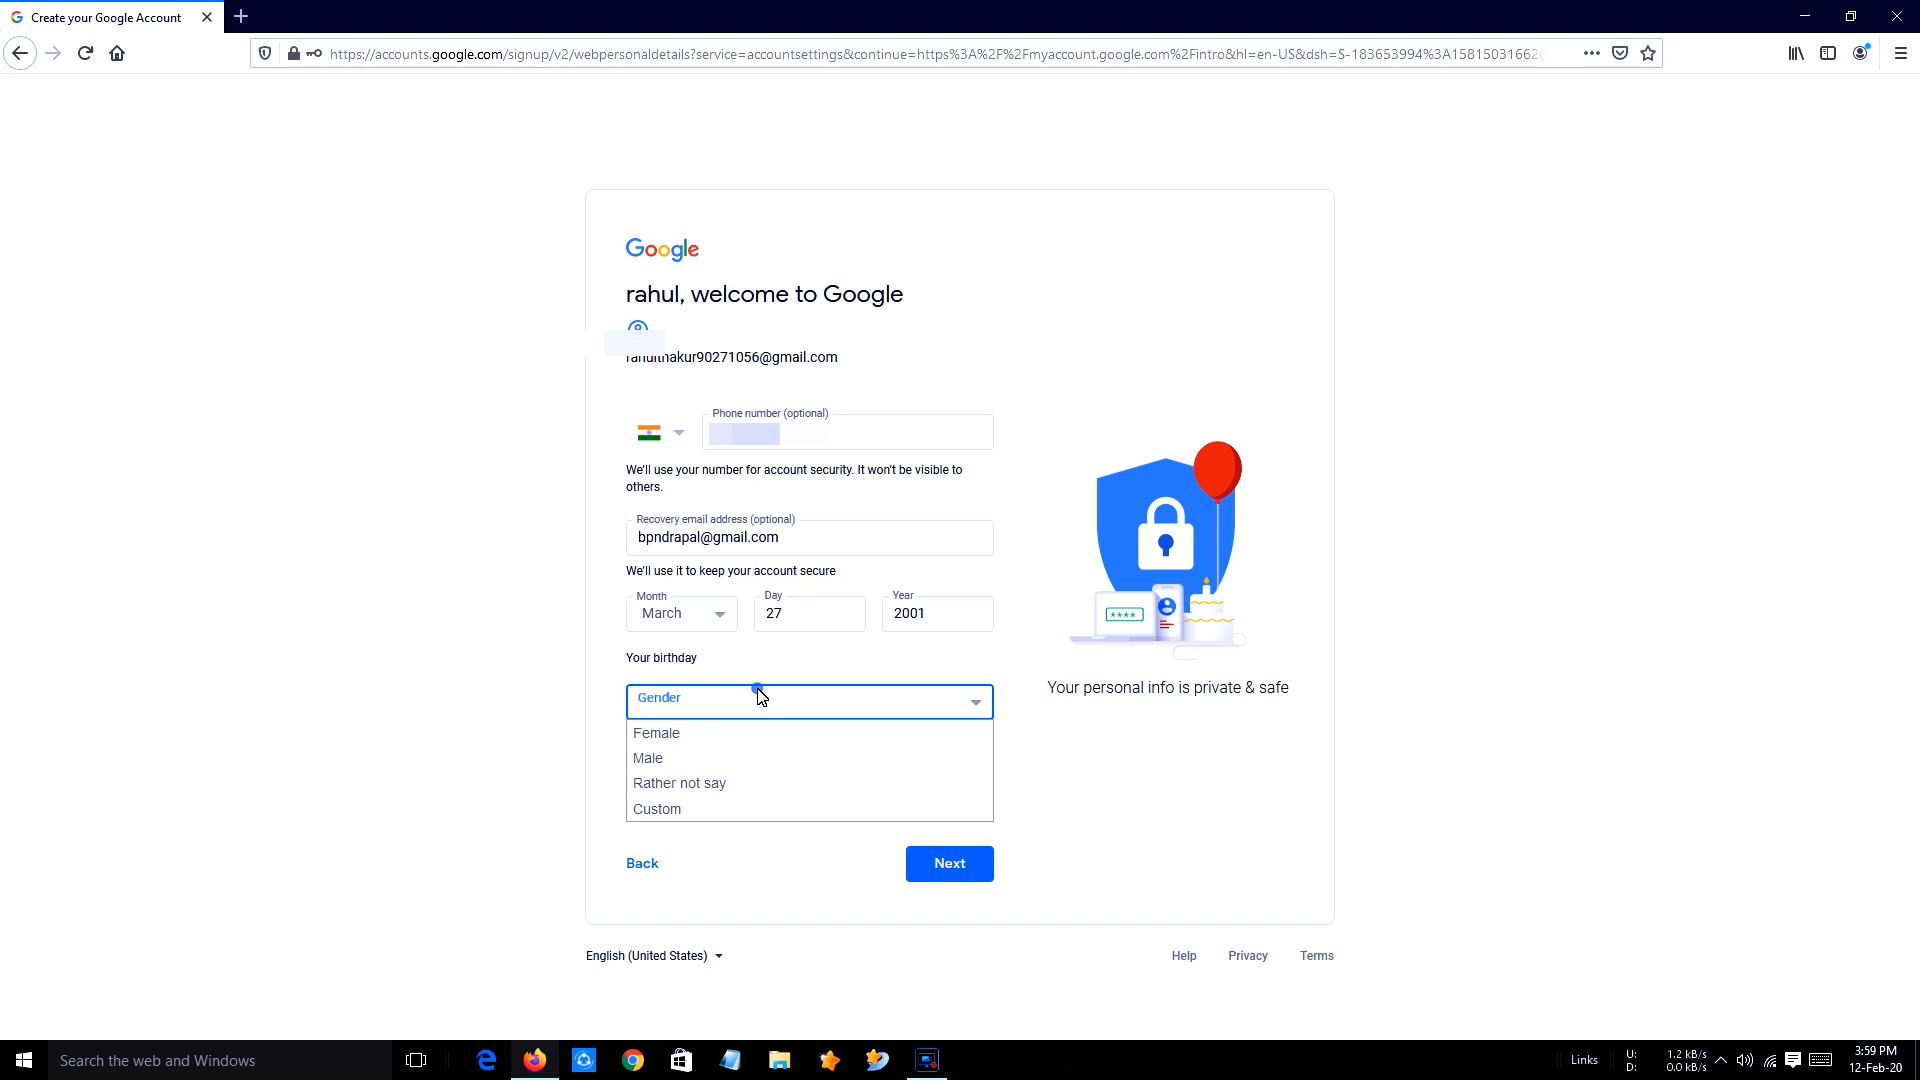 Create your Google Account
https://accounts.google.com/signup/v2/webpersonaldetails?service=accountsettings&continue=https%3A%2F%2Fmyaccount.google.com%2Fintro&hl=en-US&dsh=S-183653994%3A158150316626
Google
rahul, welcome to Google
rahulthakur90271056@gmail.com
Phone number (optional)
We'll use your number for account security. It won't be visible to
others.
Recovery email address (optional)
bpndrapal@gmail.com
We'll use it to keep your account secure
Month Day Year
March 27 2001
Your birthday
Gender
Female
Male
Rather not say
Custom
Back Next
****
Your personal info is private & safe
English (United States) Help Privacy Terms
Search the web and Windows
Links
U: 1.2 kB/s
D: 0.0 kB/s
3:59 PM
12-Feb-20